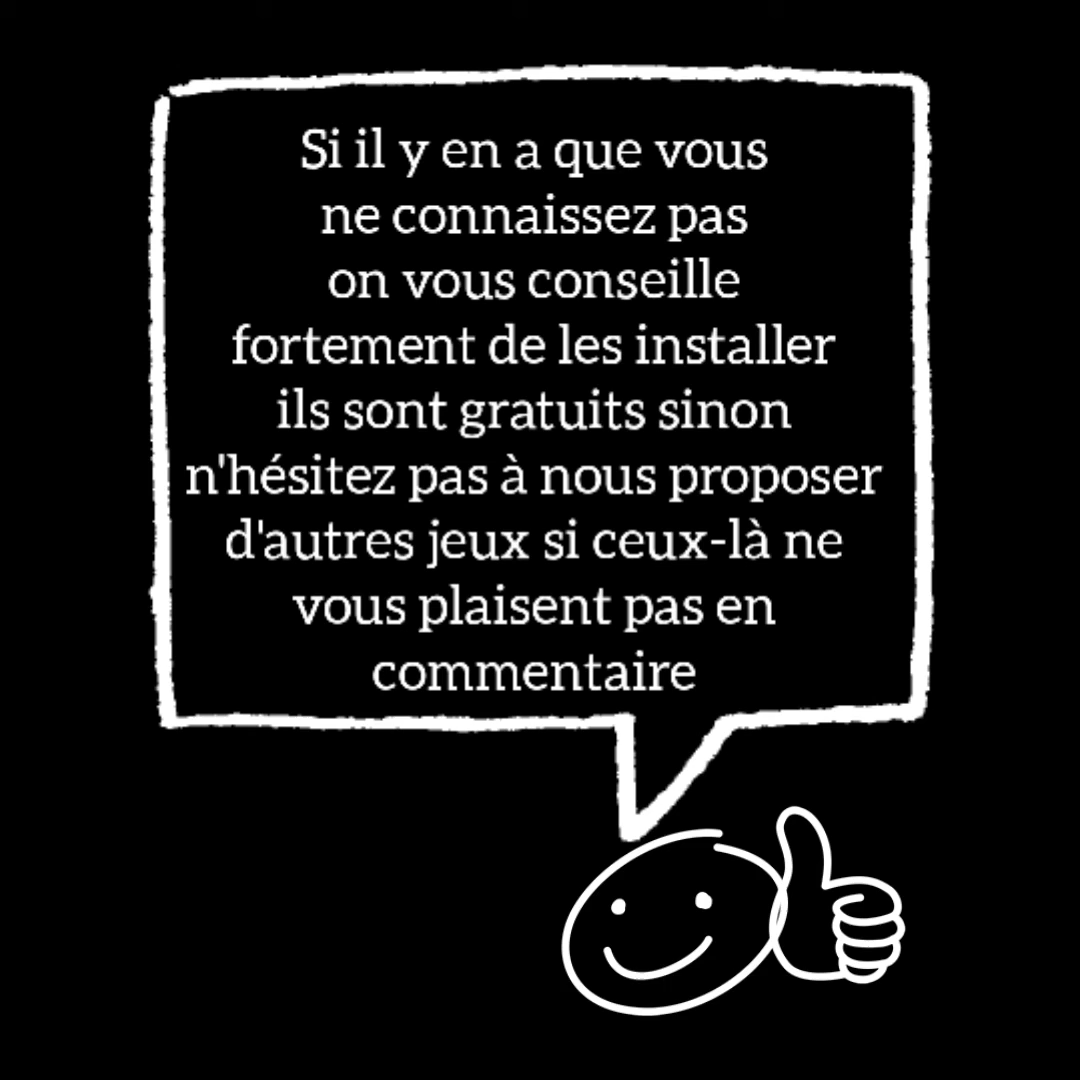 Si il y en a que vous
ne connaissez pas
on vous conseille
fortement de les installer
ils sont gratuits sinon
n'hésitez pas à nous proposer
d'autres jeux si ceux-là ne
vous plaisent pas en
commentaire